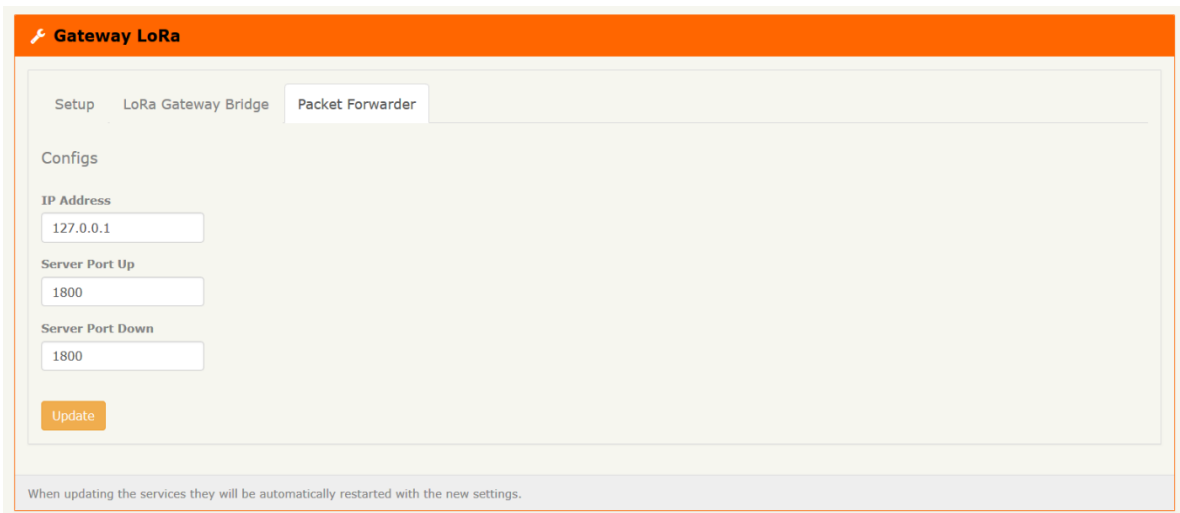 Gateway LoRa
Setup LoRa Gateway Bridge Packet Forwarder
Configs
IP Address
127.0.0.1
Server Port Up
1800
Server Port Down
1800
Update
When updating the services they will be automatically restarted with the new settings.